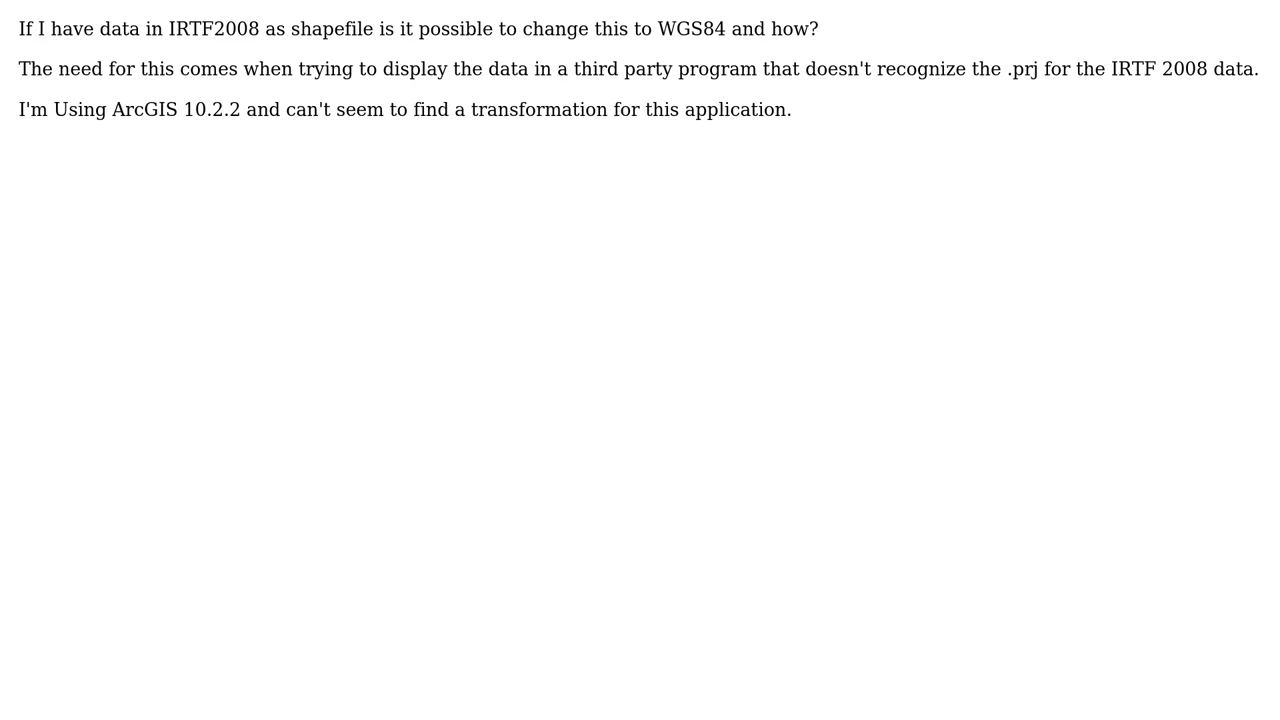 If I have data in IRTF2008 as shapefile is it possible to change this to WGS84 and how?
The need for this comes when trying to display the data in a third party program that doesn't recognize the .prj for the IRTF 2008 data.
I'm Using ArcGIS 10.2.2 and can't seem to find a transformation for this application.